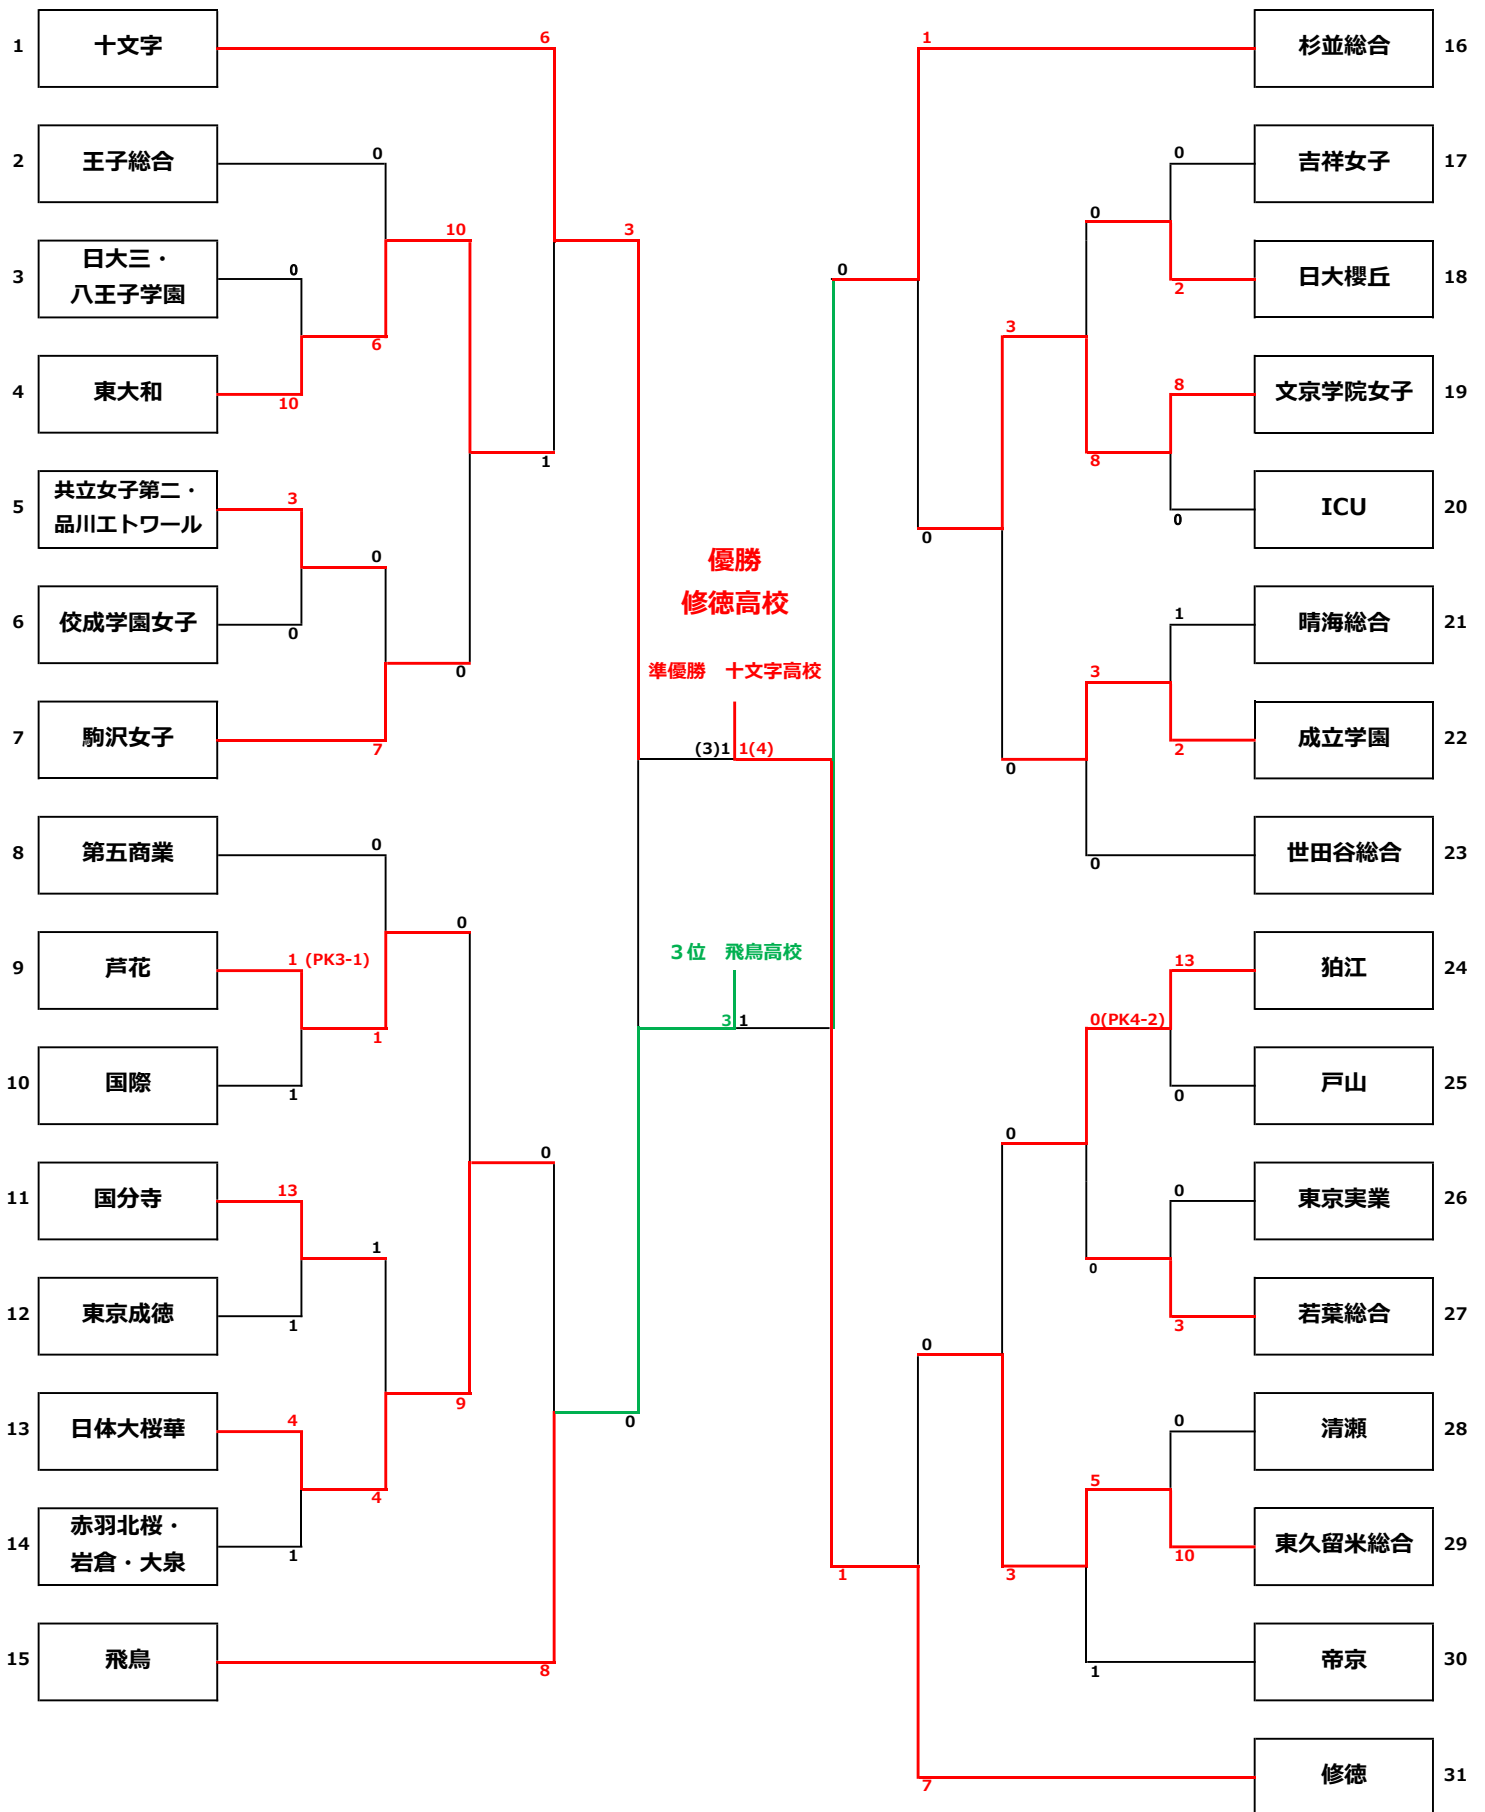 1 十文字 6
2 王子総合 0
10 3
3 日大三・
八王子学園 0
6
4 東大和 10
1
5 共立女子第二・
品川エトワール 3
0
6 佼成学園女子 0
0
7 駒沢女子 7
8 第五商業 0
0
9 芦花 1 (PK3-1)
1
10 国際 1
0
11 国分寺 13
1
12 東京成徳 1
9 0
13 日体大桜華 4
4
14 赤羽北桜・
岩倉・大泉 1
15 飛鳥 8
優勝
修徳高校
準優勝　十文字高校
(3)1 1(4)
３位　飛鳥高校
3 1
1 杉並総合 16
0 吉祥女子 17
0
0
2 日大櫻丘 18
3
8 文京学院女子 19
8
0 ICU 20
0
1 晴海総合 21
3
2 成立学園 22
0
0 世田谷総合 23
13 狛江 24
0(PK4-2)
0 戸山 25
0
0 東京実業 26
0
3 若葉総合 27
0
0 清瀬 28
5
10 東久留米総合 29
1 3
1 帝京 30
7 修徳 31